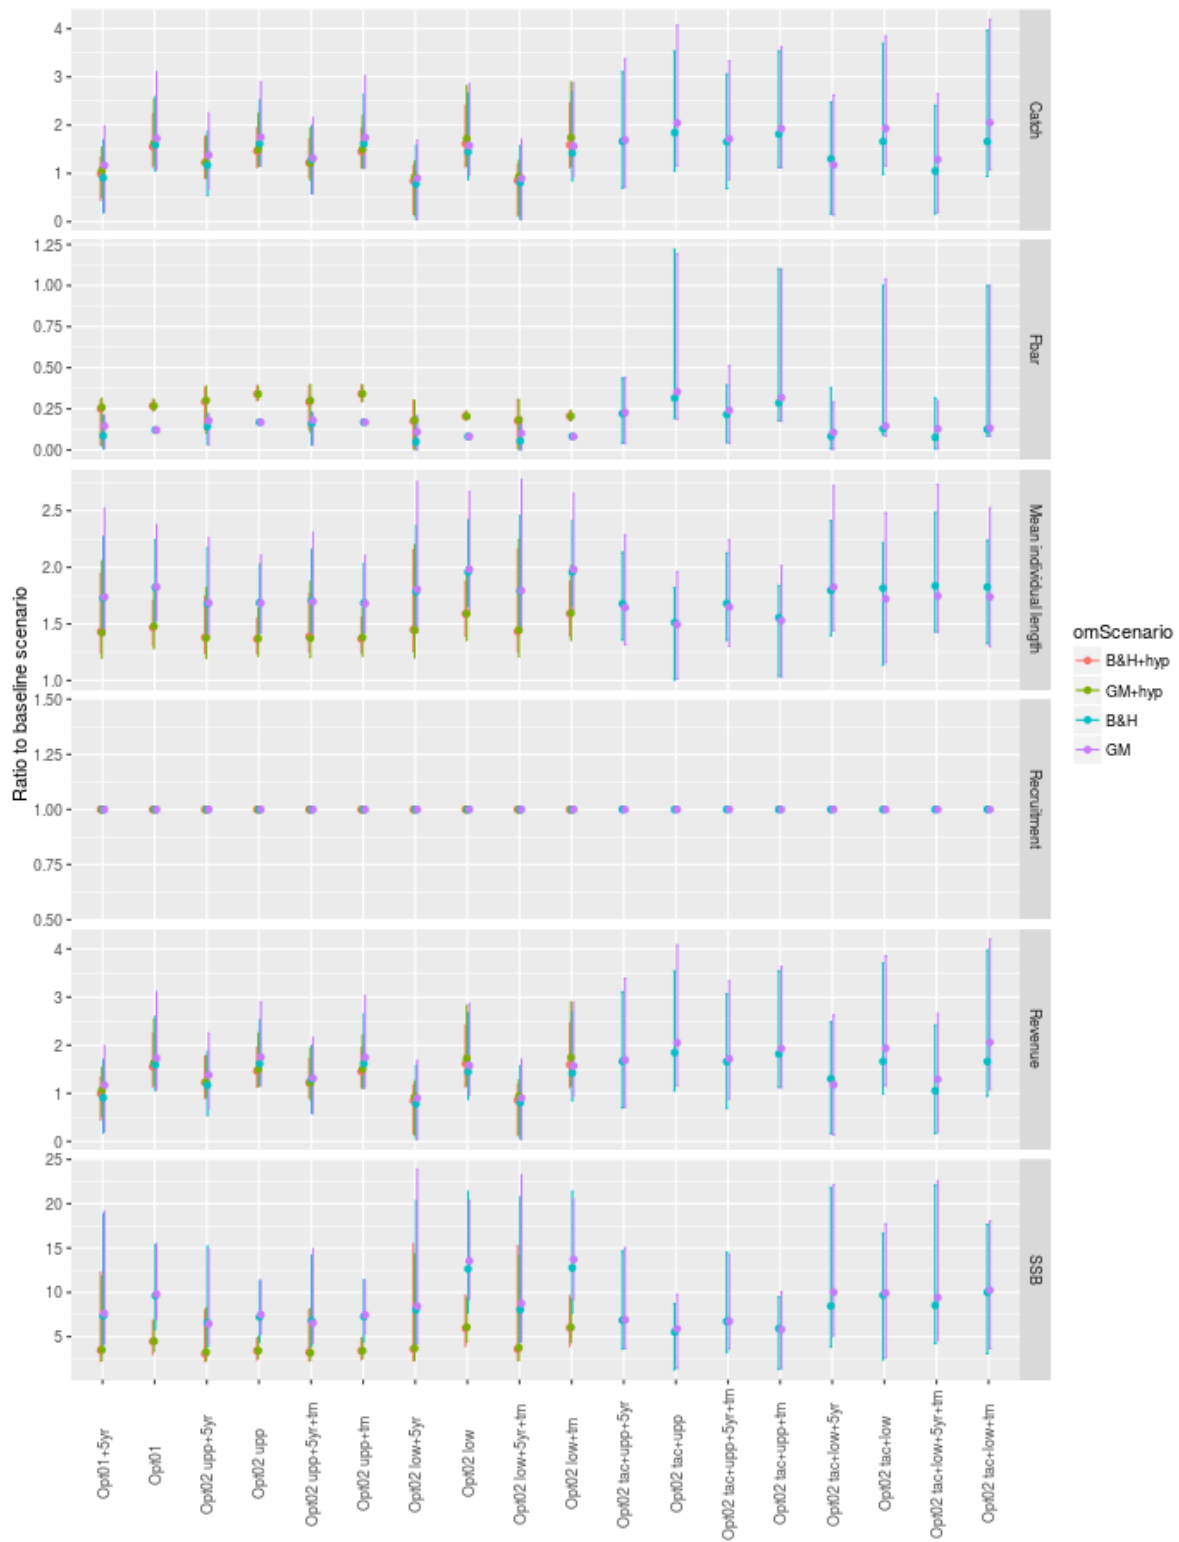 Ratio to baseline scenario
4
3
2
1
0
Catch
1.25
1.00
0.75
0.50
0.25
0.00
Fbar
2.5
2.0
1.5
1.0
Mean individual length
1.50
1.25
1.00
0.75
0.50
Recruitment
4
3
2
1
0
Revenue
25
20
15
10
5
SSB
Opt01+5yr
Opt01
Opt02 upp+5yr
Opt02 upp
Opt02 upp+5yr+tm
Opt02 upp+tm
Opt02 low+5yr
Opt02 low
Opt02 low+5yr+tm
Opt02 low+tm
Opt02 tac+upp+5yr
Opt02 tac+upp
Opt02 tac+upp+5yr+tm
Opt02 tac+upp+tm
Opt02 tac+low+5yr
Opt02 tac+low
Opt02 tac+low+5yr+tm
Opt02 tac+low+tm
omScenario
B&H+hyp
GM+hyp
B&H
GM